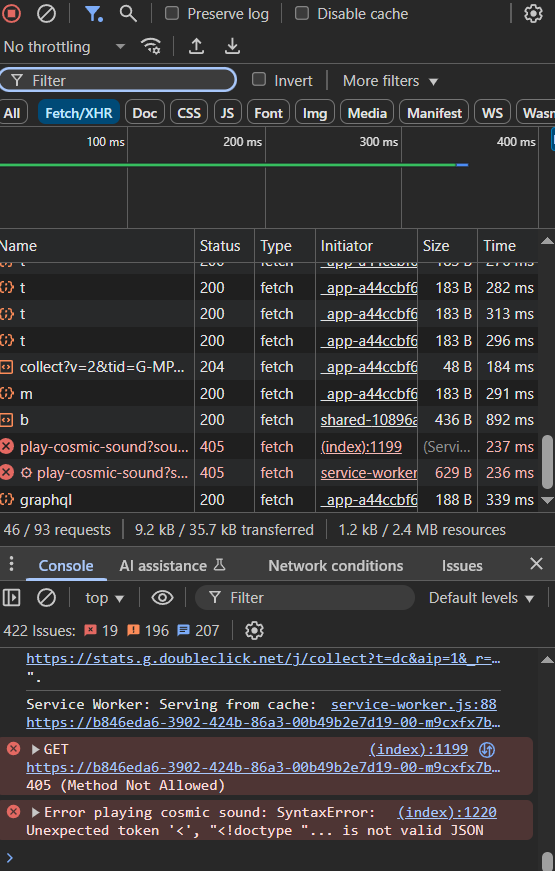 Preserve log Disable cache
No throttling
Filter Invert More filters
All Fetch/XHR Doc CSS JS Font Img Media Manifest WS Wasm
100 ms 200 ms 300 ms 400 ms
Name Status Type Initiator Size Time
t 200 fetch _app-a44ccbf6 183 B 276 ms
t 200 fetch _app-a44ccbf6 183 B 282 ms
t 200 fetch _app-a44ccbf6 183 B 313 ms
t 200 fetch _app-a44ccbf6 183 B 296 ms
collect?v=2&tid=G-MP... 204 fetch _app-a44ccbf6 48 B 184 ms
m 200 fetch _app-a44ccbf6 183 B 291 ms
b 200 fetch shared-10896a 436 B 892 ms
play-cosmic-sound?sou... 405 fetch (index):1199 (Servi... 237 ms
play-cosmic-sound?s... 405 fetch service-worker 629 B 236 ms
graphql 200 fetch _app-a44ccbf6 188 B 339 ms
46 / 93 requests 9.2 kB / 35.7 kB transferred 1.2 kB / 2.4 MB resources
Console AI assistance Network conditions Issues
top Filter Default levels
422 Issues: 19 196 207
https://stats.g.doubleclick.net/j/collect?t=dc&aip=1&_r=…
".
Service Worker: Serving from cache: service-worker.js:88
https://b846eda6-3902-424b-86a3-00b49b2e7d19-00-m9cxfx7b…
GET (index):1199
https://b846eda6-3902-424b-86a3-00b49b2e7d19-00-m9cxfx7b…
405 (Method Not Allowed)
Error playing cosmic sound: SyntaxError: (index):1220
Unexpected token '<', "<!doctype "... is not valid JSON